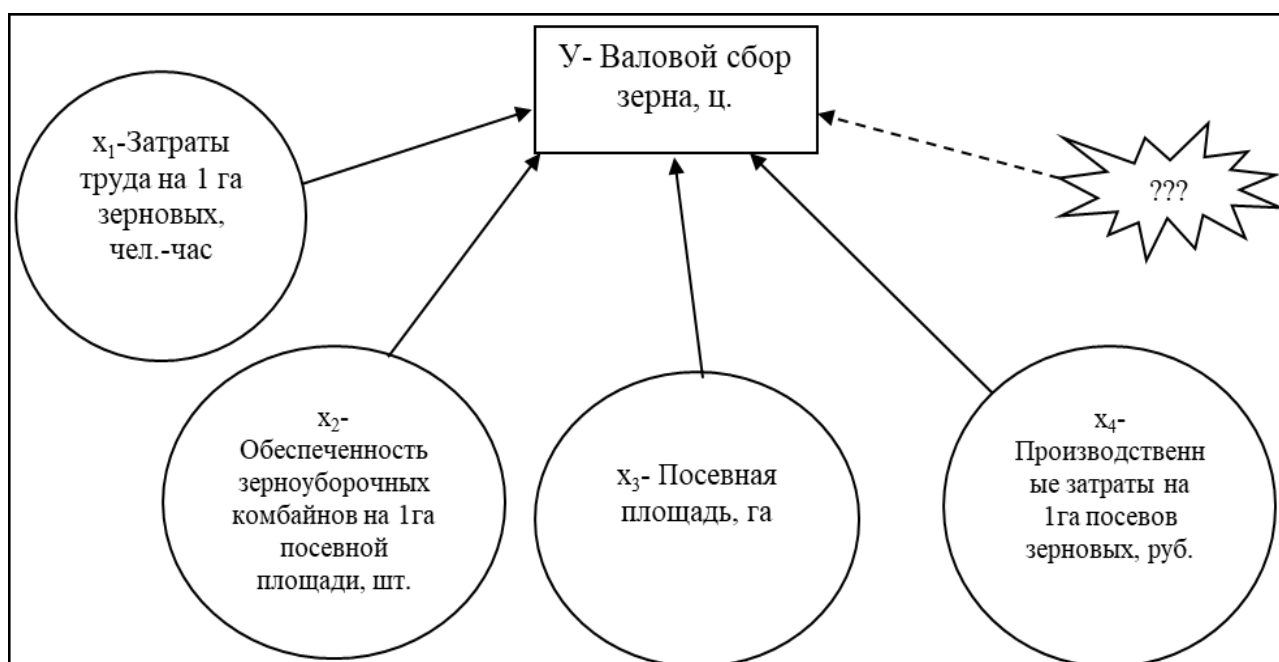 У- Валовой сбор
зерна, ц.
х₁-Затраты
труда на 1 га
зерновых,
чел.-час
???
х₂-
Обеспеченность
зерноуборочных
комбайнов на 1га
посевной
площади, шт.
х₃- Посевная
площадь, га
х₄-
Производственн
ые затраты на
1га посевов
зерновых, руб.